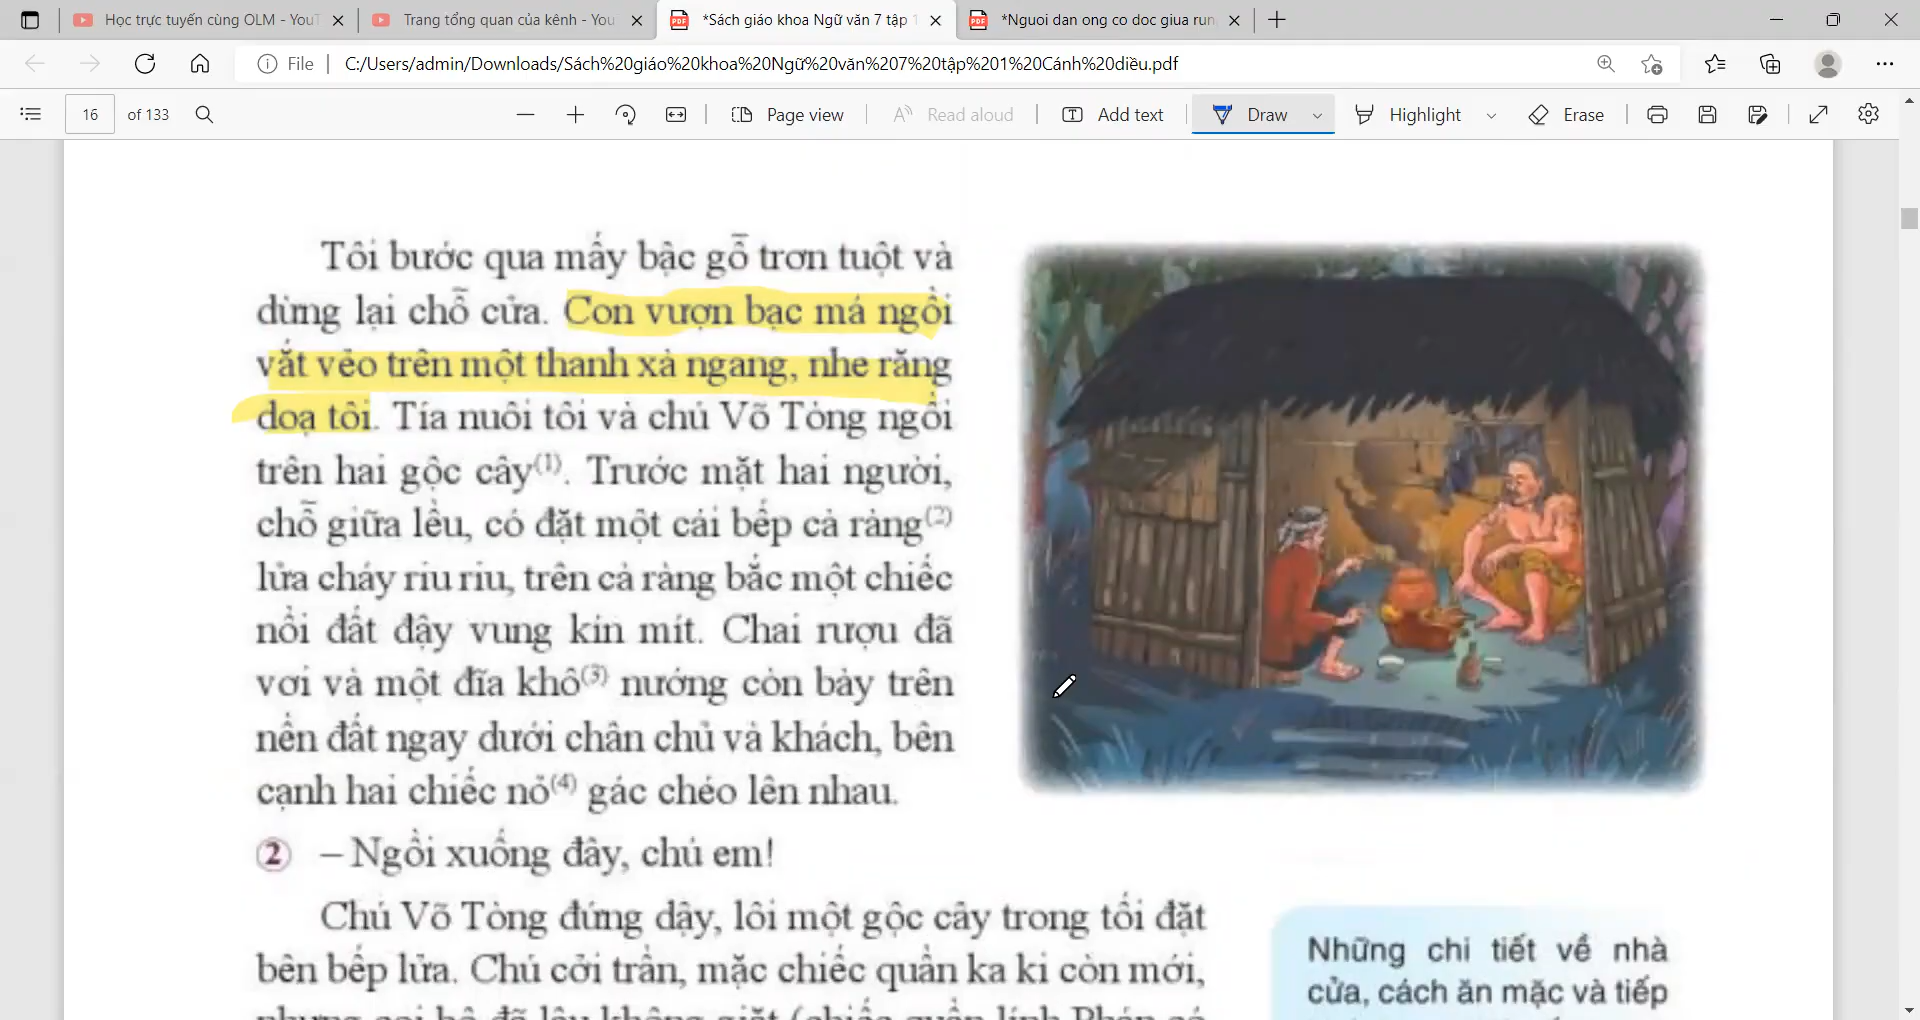 Học trực tuyến cùng OLM - YouT
Trang tổng quan của kênh - You
*Sách giáo khoa Ngữ văn 7 tập 1
*Nguoi dan ong co doc giua run
File
C:/Users/admin/Downloads/Sách%20giáo%20khoa%20Ngữ%20văn%207%20tập%201%20Cánh%20diều.pdf
16 of 133
Page view
Read aloud
Add text
Draw
Highlight
Erase
Tôi bước qua mấy bậc gỗ trơn tuột và
dừng lại chỗ cửa. Con vượn bạc má ngồi
vắt vẻo trên một thanh xà ngang, nhe răng
doạ tôi. Tía nuôi tôi và chú Võ Tòng ngồi
trên hai gộc cây(1). Trước mặt hai người,
chỗ giữa lều, có đặt một cái bếp cà ràng(2)
lửa cháy riu riu, trên cà ràng bắc một chiếc
nồi đất đậy vung kín mít. Chai rượu đã
vơi và một đĩa khô(3) nướng còn bày trên
nền đất ngay dưới chân chủ và khách, bên
cạnh hai chiếc nỏ(4) gác chéo lên nhau.
2 – Ngồi xuống đây, chú em!
Chú Võ Tòng đứng dậy, lôi một gộc cây trong tối đặt
bên bếp lửa. Chú cởi trần, mặc chiếc quần ka ki còn mới,
Những chi tiết về nhà
cửa, cách ăn mặc và tiếp